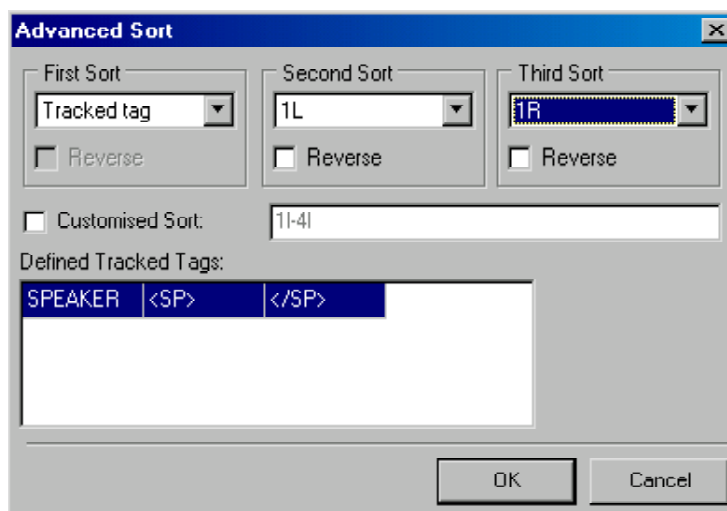 Advanced Sort
First Sort Second Sort Third Sort
Tracked tag 1L 1R
Reverse Reverse Reverse
Customised Sort: 1l-4l
Defined Tracked Tags:
SPEAKER <SP> </SP>
OK Cancel